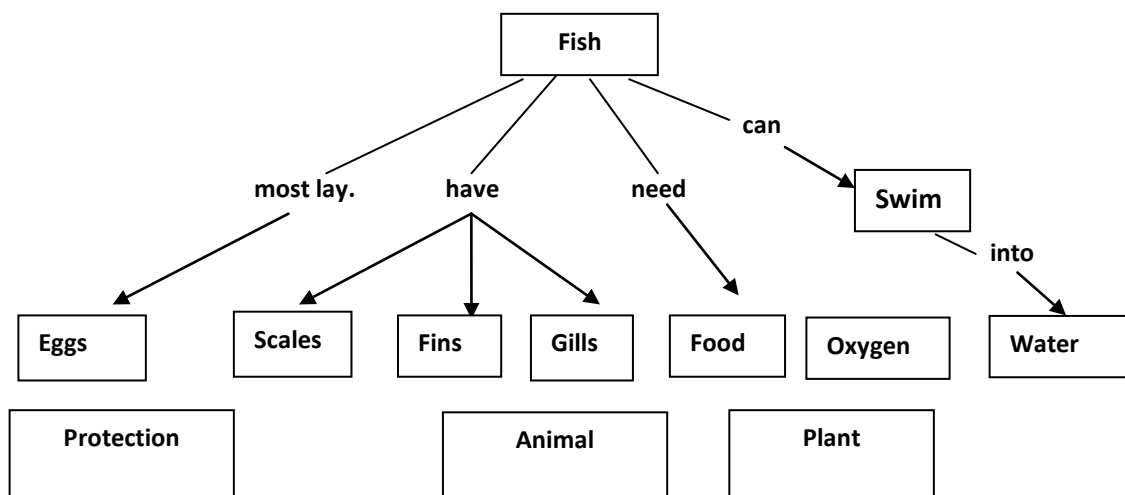 Fish
can
most lay.
have
need
Swim
into
Eggs
Scales
Fins
Gills
Food
Oxygen
Water
Protection
Animal
Plant